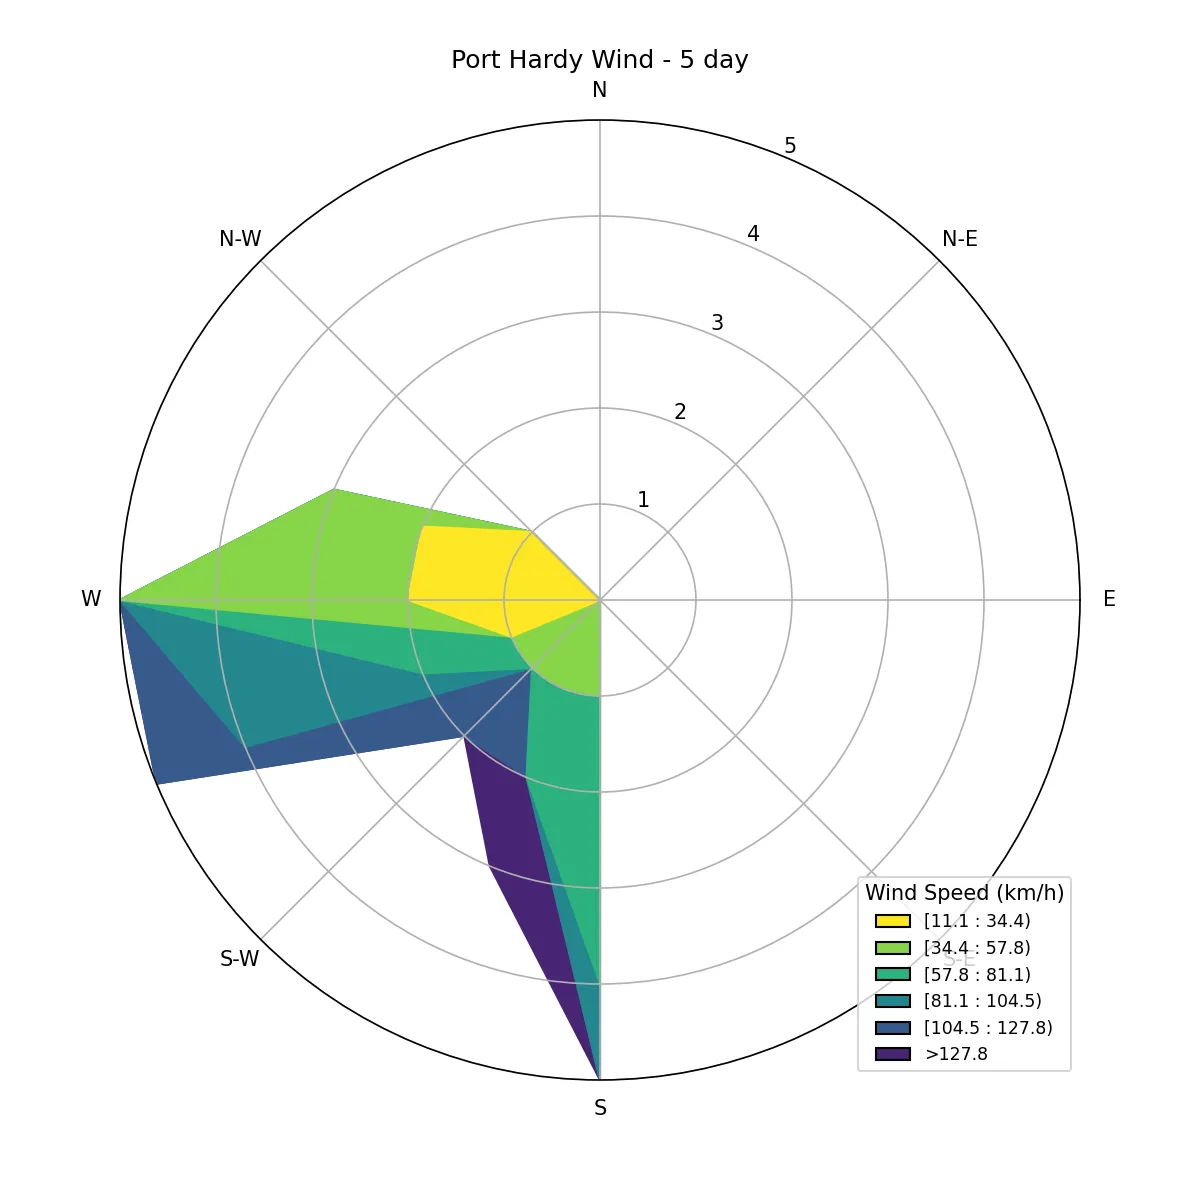 Port Hardy Wind - 5 day
N
5
N-W
4
N-E
3
2
1
W
E
S-W
S-E
S
Wind Speed (km/h)
[11.1 : 34.4)
[34.4 : 57.8)
[57.8 : 81.1)
[81.1 : 104.5)
[104.5 : 127.8)
>127.8